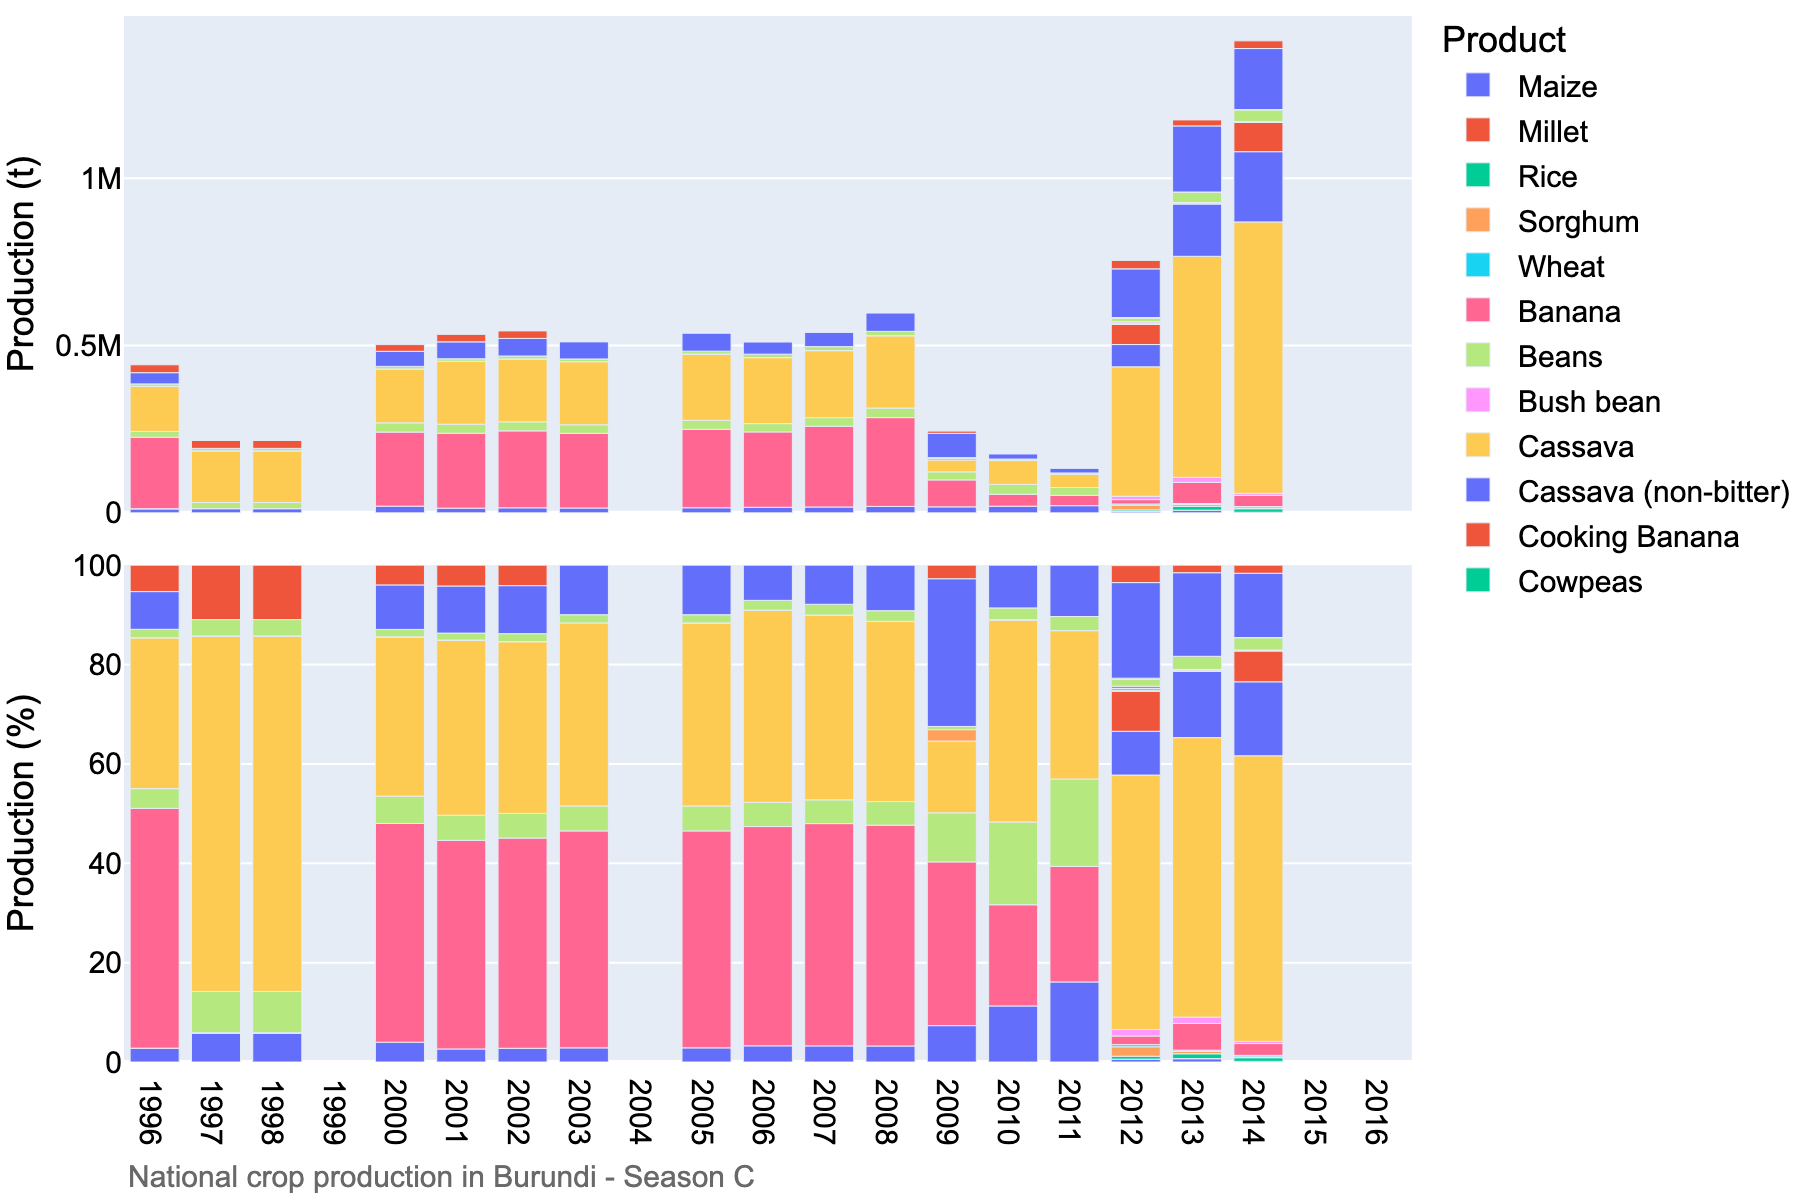 Production (t)
1M
0.5M
0
Production (%)
100
80
60
40
20
0
1996
1997
1998
1999
2000
2001
2002
2003
2004
2005
2006
2007
2008
2009
2010
2011
2012
2013
2014
2015
2016
National crop production in Burundi - Season C
Product
Maize
Millet
Rice
Sorghum
Wheat
Banana
Beans
Bush bean
Cassava
Cassava (non-bitter)
Cooking Banana
Cowpeas